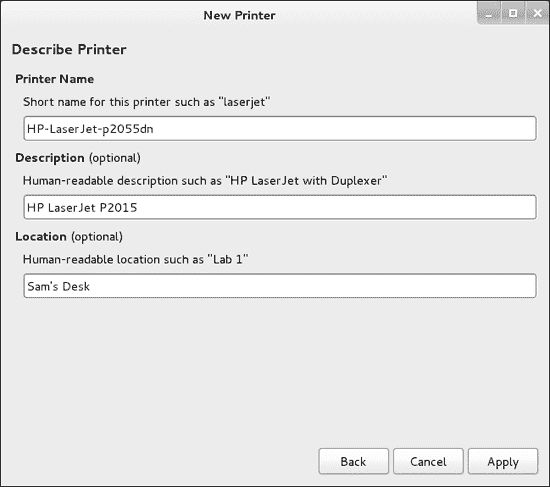 New Printer
Describe Printer
Printer Name
Short name for this printer such as "laserjet"
HP-LaserJet-p2055dn
Description (optional)
Human-readable description such as "HP LaserJet with Duplexer"
HP LaserJet P2015
Location (optional)
Human-readable location such as "Lab 1"
Sam's Desk
Back Cancel Apply